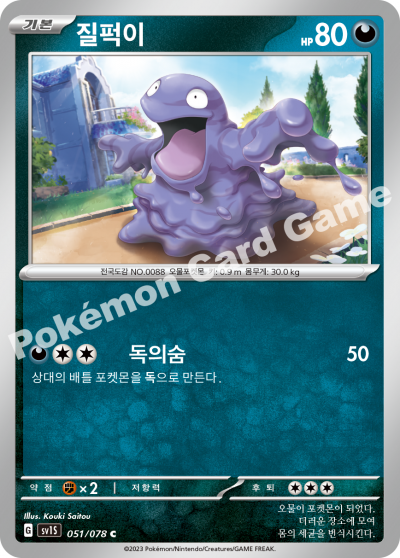 기본 질퍽이 HP 80
전국도감 NO.0088 오물포켓몬 키: 0.9 m 몸무게: 30.0 kg
Pokémon Card Game
독의숨 50
상대의 배틀 포켓몬을 독으로 만든다.
약점 ×2 저항력 후퇴
Illus. Kouki Saitou
G sv1S 051/078 C
오물이 포켓몬이 되었다.
더러운 장소에 모여
몸의 세균을 번식시킨다.
©2023 Pokémon/Nintendo/Creatures/GAME FREAK.